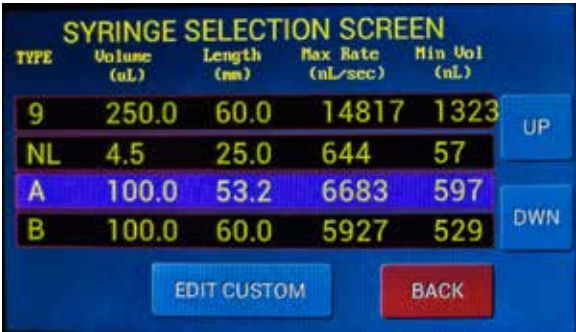 SYRINGE SELECTION SCREEN
TYPE Volume Length Max Rate Min Vol
(uL) (mm) (nL/sec) (nL)
9 250.0 60.0 14817 1323
UP
NL 4.5 25.0 644 57
A 100.0 53.2 6683 597
DWN
B 100.0 60.0 5927 529
EDIT CUSTOM BACK